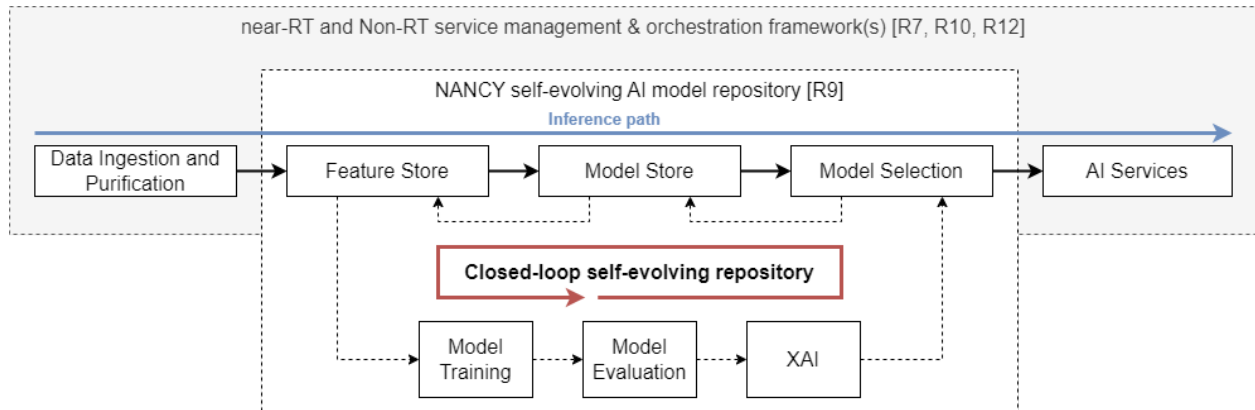 near-RT and Non-RT service management & orchestration framework(s) [R7, R10, R12]
NANCY self-evolving AI model repository [R9]
Inference path
Data Ingestion and
Purification
Feature Store
Model Store
Model Selection
AI Services
Closed-loop self-evolving repository
Model
Training
Model
Evaluation
XAI